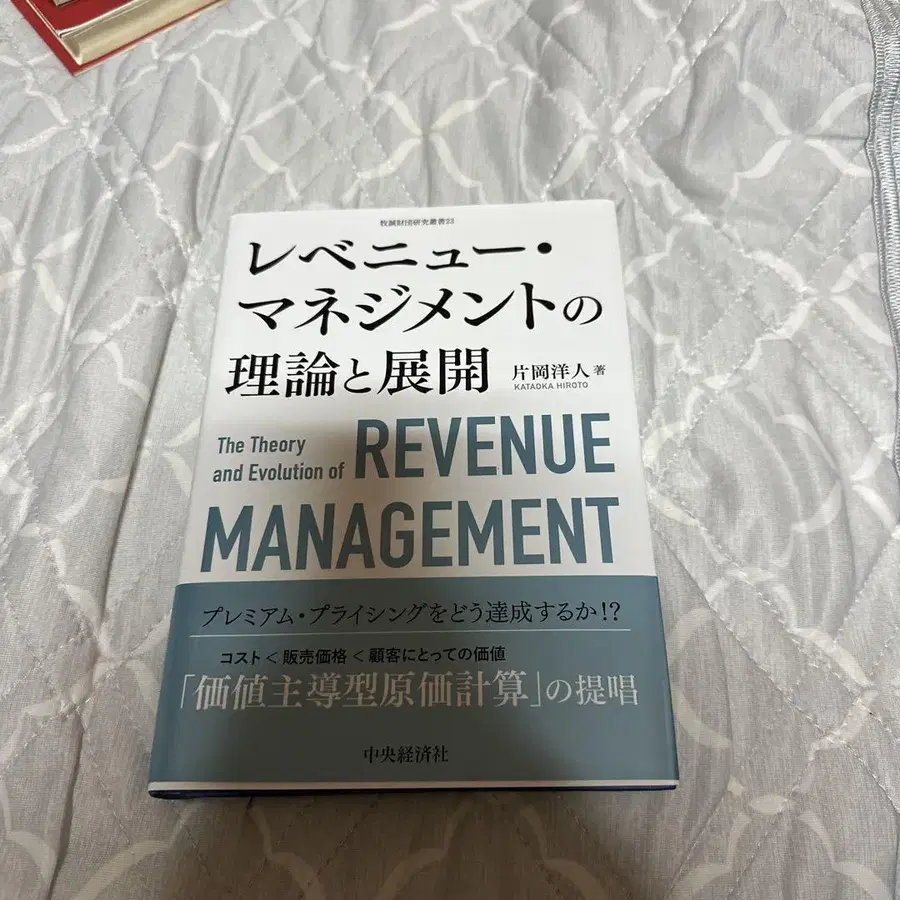 牧誠財団研究叢書23
レベニュー・
マネジメントの
理論と展開
片岡洋人 著
KATAOKA HIROTO
The Theory
and Evolution of
REVENUE
MANAGEMENT
プレミアム・プライシングをどう達成するか!?
コスト < 販売価格 < 顧客にとっての価値
「価値主導型原価計算」の提唱
中央経済社